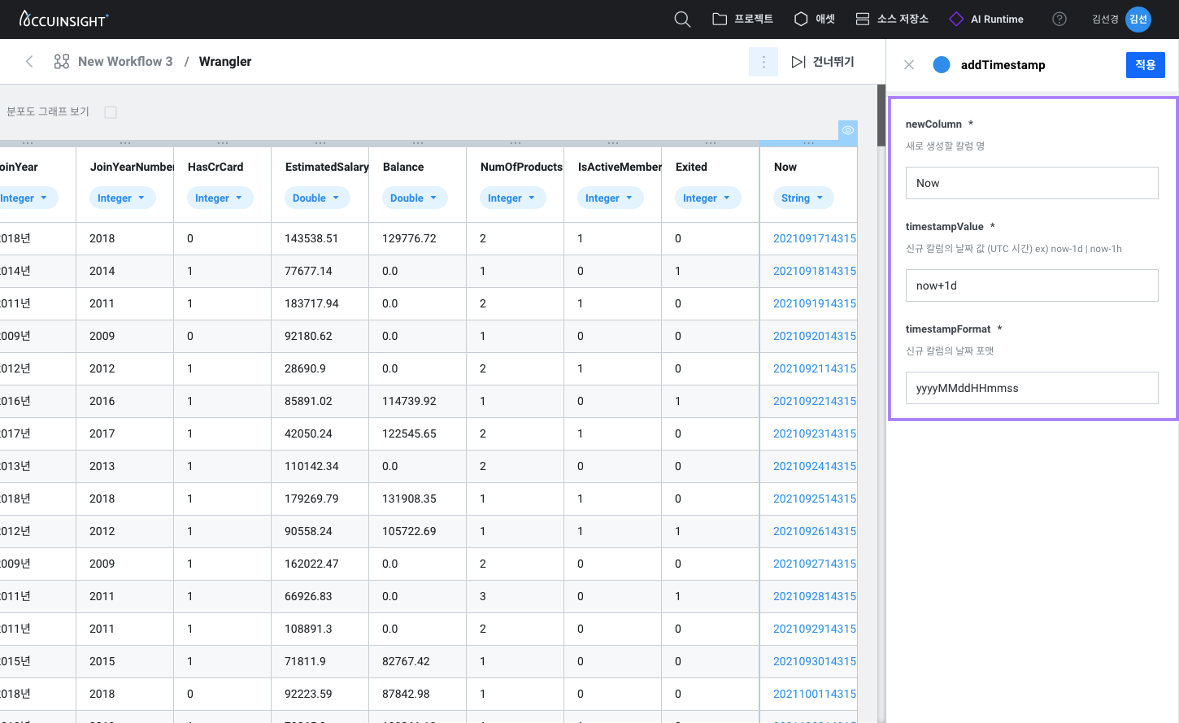 ACCUINSIGHT+
프로젝트 애셋 소스 저장소 AI Runtime ? 김선경 김선
New Workflow 3 / Wrangler 건너뛰기
분포도 그래프 보기
oinYear JoinYearNumber HasCrCard EstimatedSalary Balance NumOfProducts IsActiveMember Exited Now
Integer Integer Integer Double Double Integer Integer Integer String
2018년 2018 0 143538.51 129776.72 2 1 0 2021091714315
2014년 2014 1 77677.14 0.0 1 0 1 2021091814315
2011년 2011 1 183717.94 0.0 2 1 0 2021091914315
2009년 2009 0 92180.62 0.0 1 0 0 2021092014315
2012년 2012 1 28690.9 0.0 2 1 0 2021092114315
2016년 2016 1 85891.02 114739.92 1 0 1 2021092214315
2017년 2017 1 42050.24 122545.65 2 1 0 2021092314315
2013년 2013 1 110142.34 0.0 2 0 0 2021092414315
2018년 2018 1 179269.79 131908.35 1 1 0 2021092514315
2012년 2012 1 90558.24 105722.69 1 1 1 2021092614315
2009년 2009 1 162022.47 0.0 2 0 0 2021092714315
2011년 2011 1 66926.83 0.0 3 0 1 2021092814315
2011년 2011 1 108891.3 0.0 2 0 0 2021092914315
2015년 2015 1 71811.9 82767.42 1 0 0 2021093014315
2018년 2018 0 92223.59 87842.98 1 0 0 2021100114315
addTimestamp 적용
newColumn *
새로 생성할 칼럼 명
Now
timestampValue *
신규 칼럼의 날짜 값 (UTC 시간) ex) now-1d | now-1h
now+1d
timestampFormat *
신규 칼럼의 날짜 포맷
yyyyMMddHHmmss